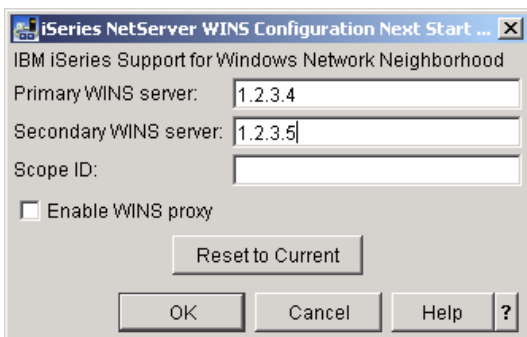 iSeries NetServer WINS Configuration Next Start ...
IBM iSeries Support for Windows Network Neighborhood
Primary WINS server: 1.2.3.4
Secondary WINS server: 1.2.3.5
Scope ID:
Enable WINS proxy
Reset to Current
OK Cancel Help ?